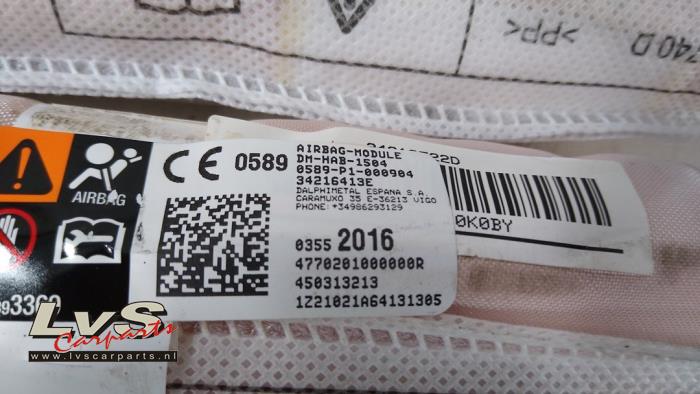 740 Ω
>PP<
CE 0589
AIRBAG-MODULE
DM-HAB-1504
0589-P1-000904
34216413E
DALPHIMETAL ESPANA S.A.
CARAMUXO 35 E-36213 VIGO
PHONE: +34986293129
0355 2016
4770201000000R
450313213
1Z21021A64131305
0K0BY
AIRBAG
LvS
Carparts
www.lvscarparts.nl